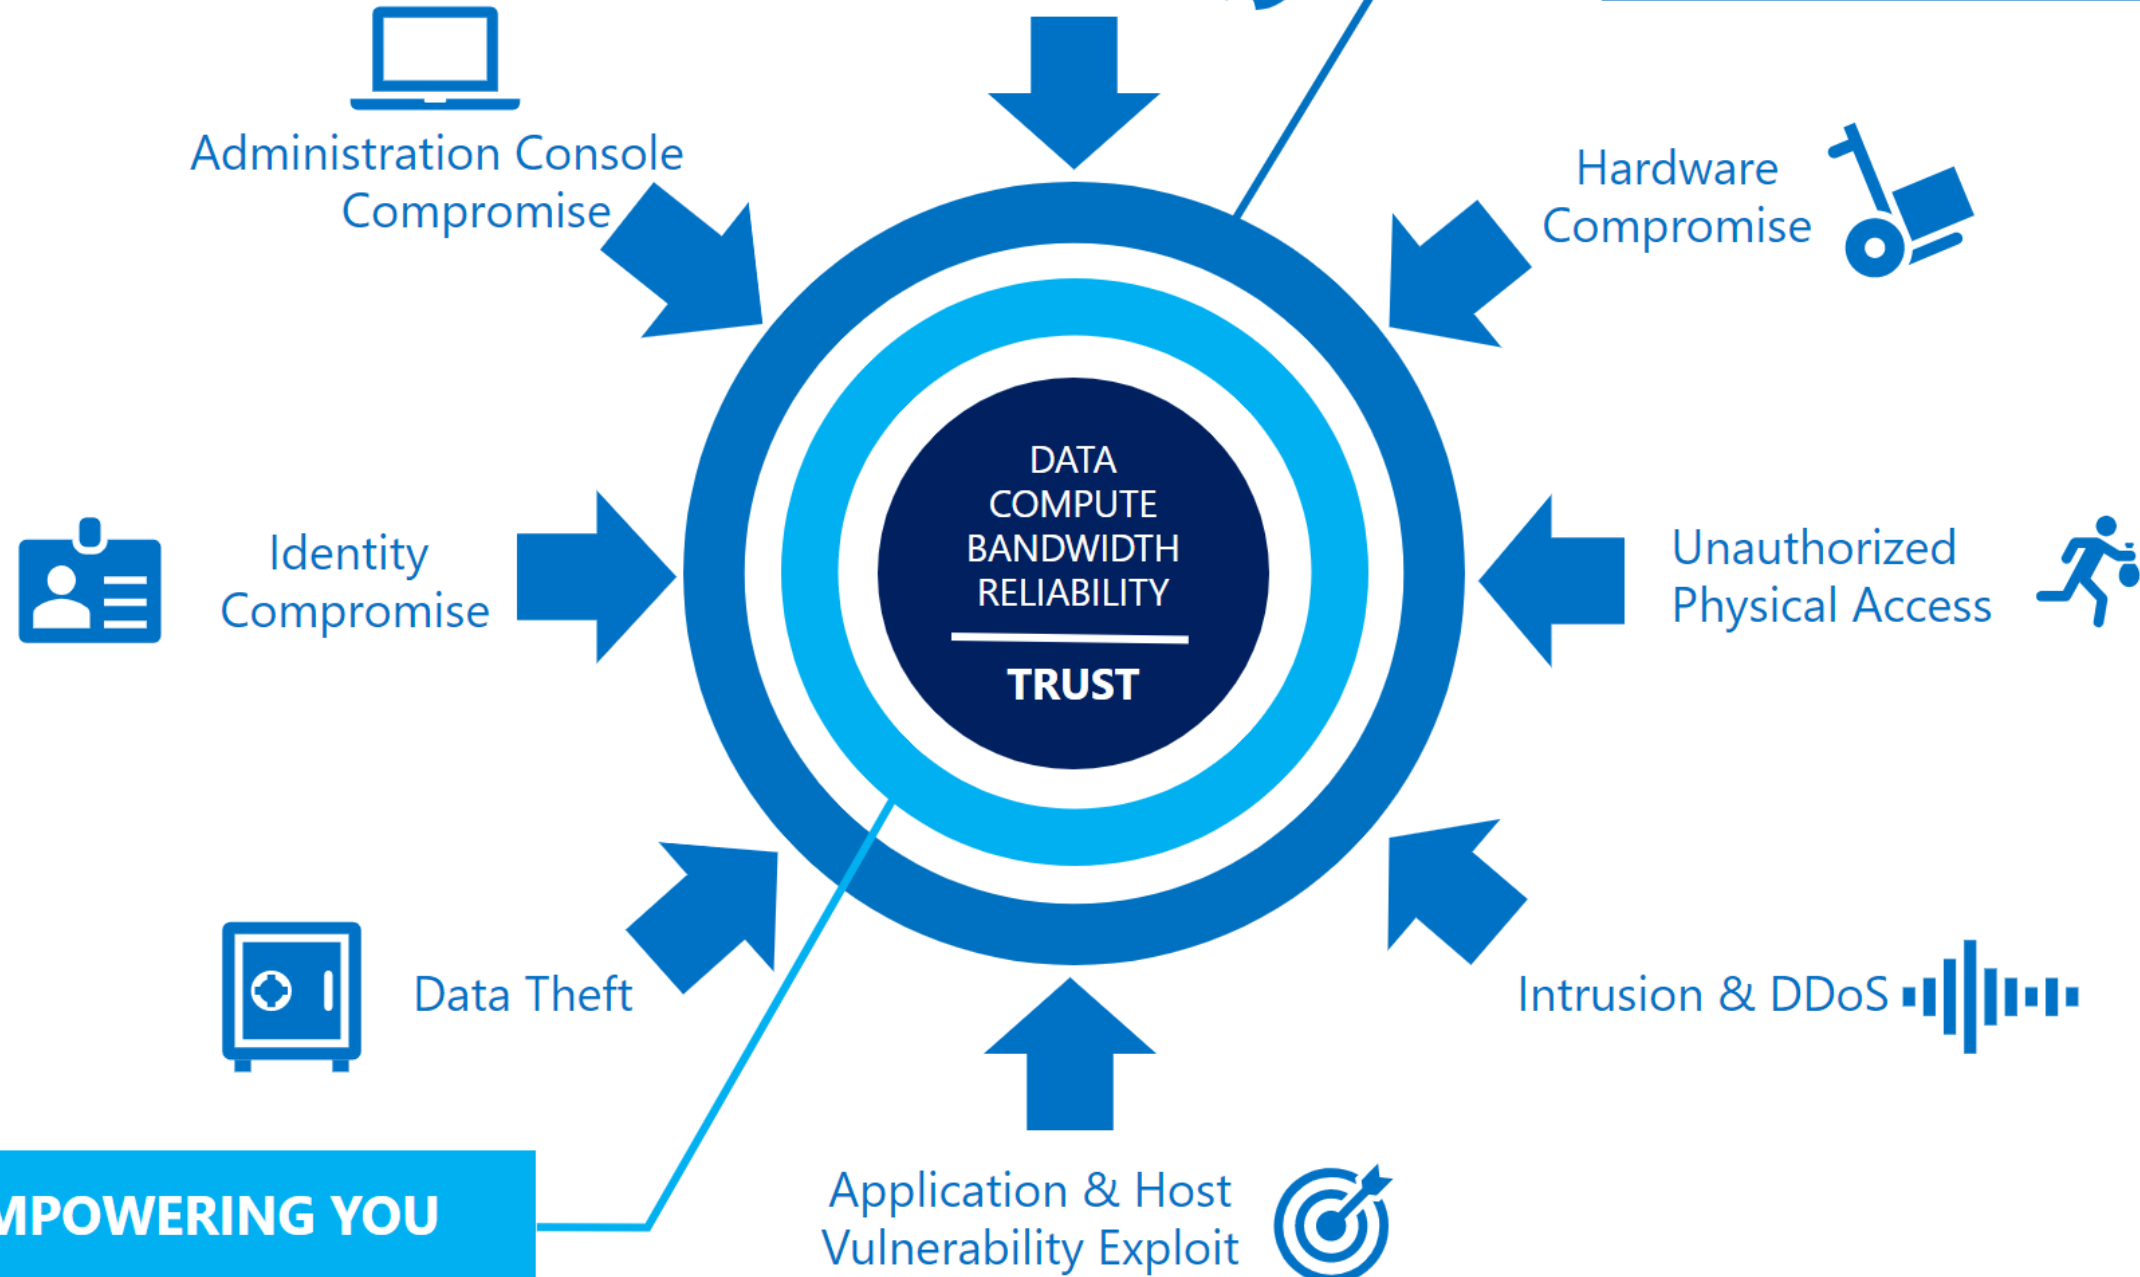 Administration Console
Compromise
Hardware
Compromise
DATA
COMPUTE
BANDWIDTH
RELIABILITY
TRUST
Identity
Compromise
Unauthorized
Physical Access
Data Theft
Intrusion & DDoS
Application & Host
Vulnerability Exploit
MPOWERING YOU